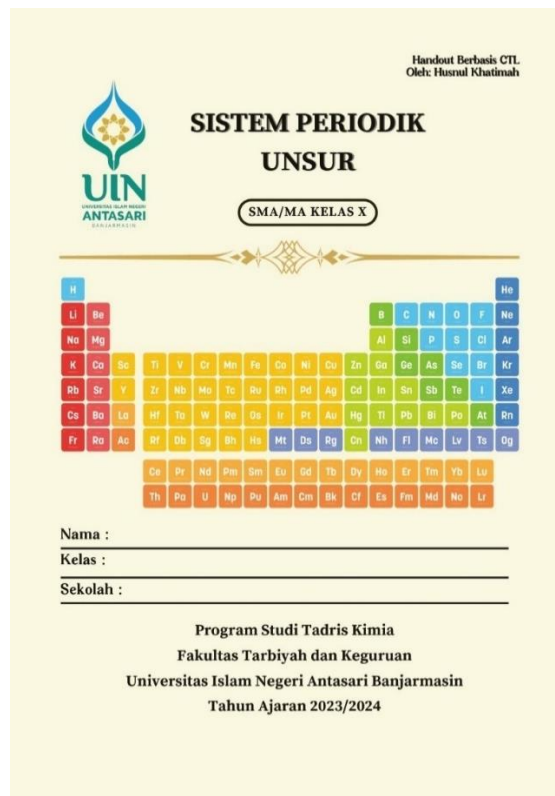 Handout Berbasis CTL
Oleh: Husnul Khatimah
SISTEM PERIODIK
UNSUR
UIN
UNIVERSITAS ISLAM NEGERI
ANTASARI
BANJARMASIN
SMA/MA KELAS X
H He
Li Be B C N O F Ne
Na Mg Al Si P S Cl Ar
K Ca Sc Ti V Cr Mn Fe Co Ni Cu Zn Ga Ge As Se Br Kr
Rb Sr Y Zr Nb Mo Tc Ru Rh Pd Ag Cd In Sn Sb Te I Xe
Cs Ba La Hf Ta W Re Os Ir Pt Au Hg Tl Pb Bi Po At Rn
Fr Ra Ac Rf Db Sg Bh Hs Mt Ds Rg Cn Nh Fl Mc Lv Ts Og
Ce Pr Nd Pm Sm Eu Gd Tb Dy Ho Er Tm Yb Lu
Th Pa U Np Pu Am Cm Bk Cf Es Fm Md No Lr
Nama :
Kelas :
Sekolah :
Program Studi Tadris Kimia
Fakultas Tarbiyah dan Keguruan
Universitas Islam Negeri Antasari Banjarmasin
Tahun Ajaran 2023/2024